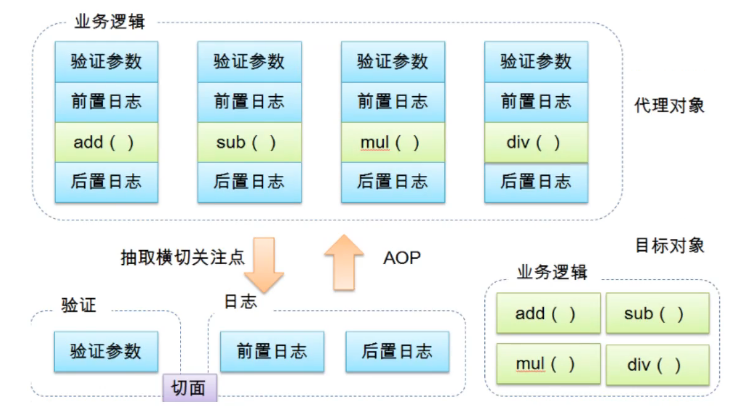 业务逻辑
验证参数 验证参数 验证参数 验证参数
前置日志 前置日志 前置日志 前置日志
代理对象
add（ ） sub（ ） mul（ ） div（ ）
后置日志 后置日志 后置日志 后置日志
抽取横切关注点 AOP
目标对象
业务逻辑
验证 日志
add（ ） sub（ ）
验证参数 前置日志 后置日志
mul（ ） div（ ）
切面